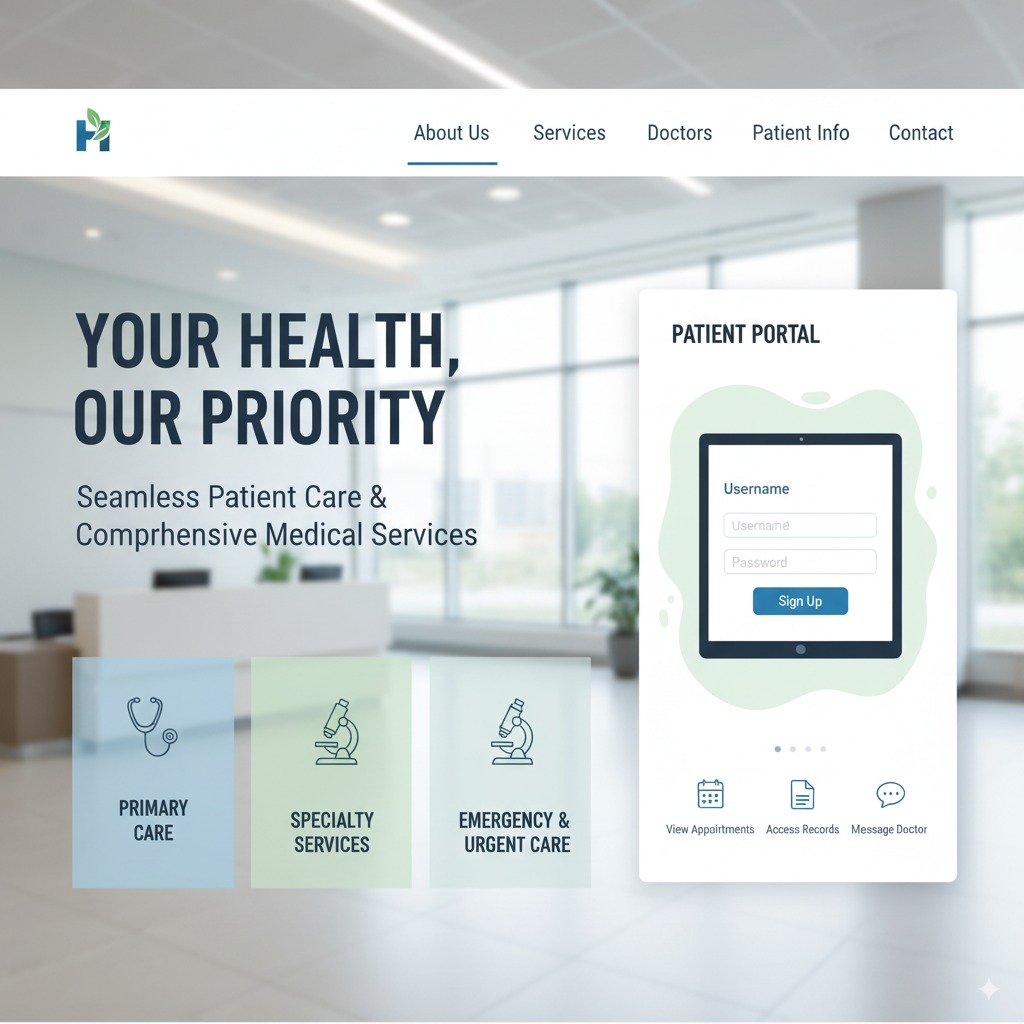 H
About Us
Services
Doctors
Patient Info
Contact
YOUR HEALTH,
OUR PRIORITY
Seamless Patient Care &
Comprhensive Medical Services
PRIMARY
CARE
SPECIALTY
SERVICES
EMERGENCY &
URGENT CARE
PATIENT PORTAL
Username
Username
Password
Sign Up
View Appoirtments
Access Records
Message Doctor